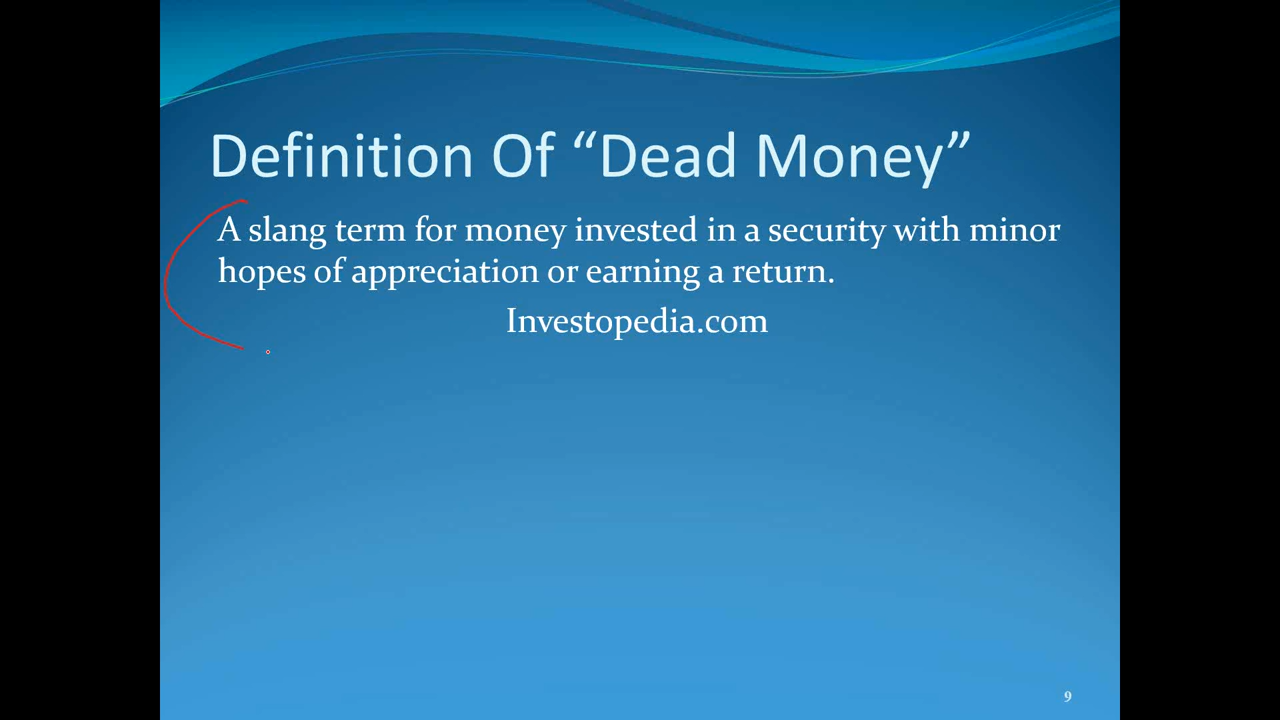 Definition Of “Dead Money”
A slang term for money invested in a security with minor
hopes of appreciation or earning a return.
Investopedia.com
9